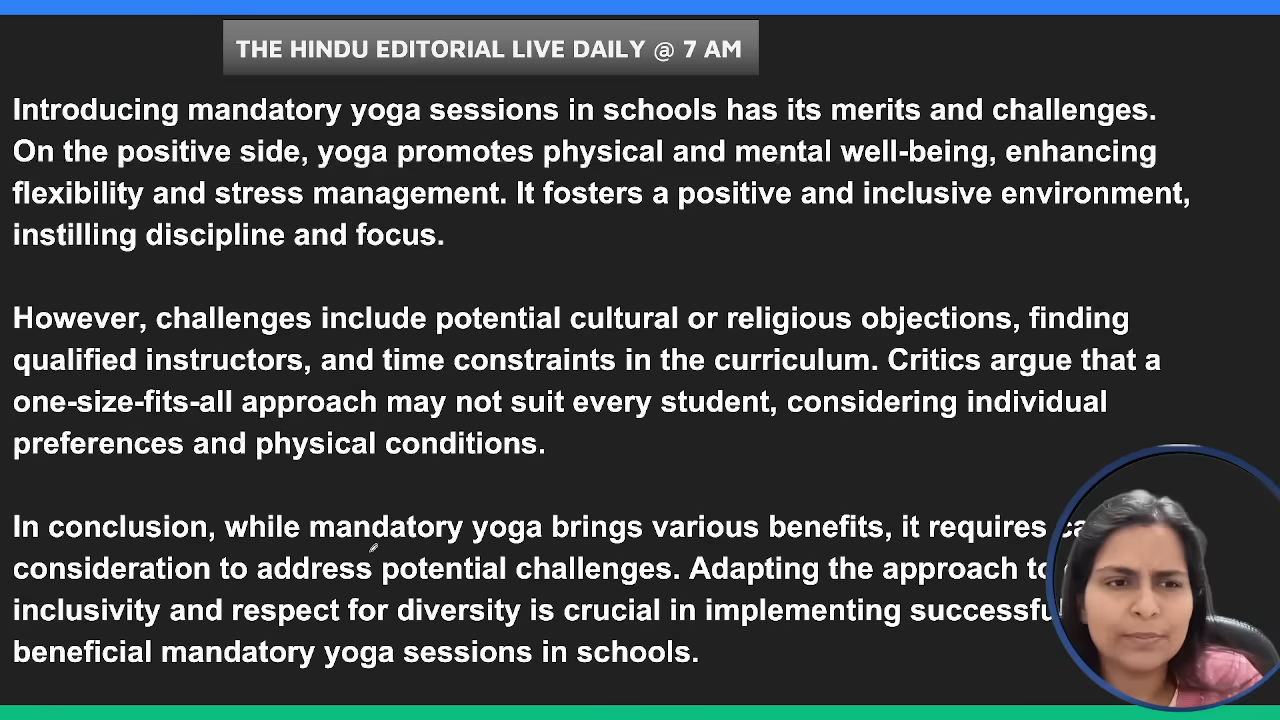 THE HINDU EDITORIAL LIVE DAILY @ 7 AM
Introducing mandatory yoga sessions in schools has its merits and challenges.
On the positive side, yoga promotes physical and mental well-being, enhancing
flexibility and stress management. It fosters a positive and inclusive environment,
instilling discipline and focus.
However, challenges include potential cultural or religious objections, finding
qualified instructors, and time constraints in the curriculum. Critics argue that a
one-size-fits-all approach may not suit every student, considering individual
preferences and physical conditions.
In conclusion, while mandatory yoga brings various benefits, it requires
consideration to address potential challenges. Adapting the approach to
inclusivity and respect for diversity is crucial in implementing
beneficial mandatory yoga sessions in schools.